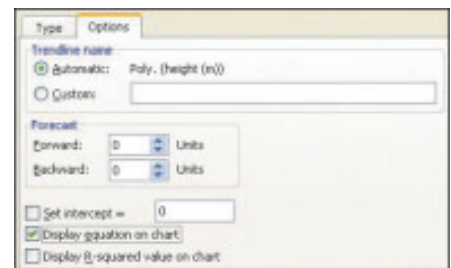 Type Options
Trendline name
Automatic: Poly. (height (m))
Custom:
Forecast
Forward: 0 Units
Backward: 0 Units
Set intercept = 0
Display equation on chart
Display R-squared value on chart